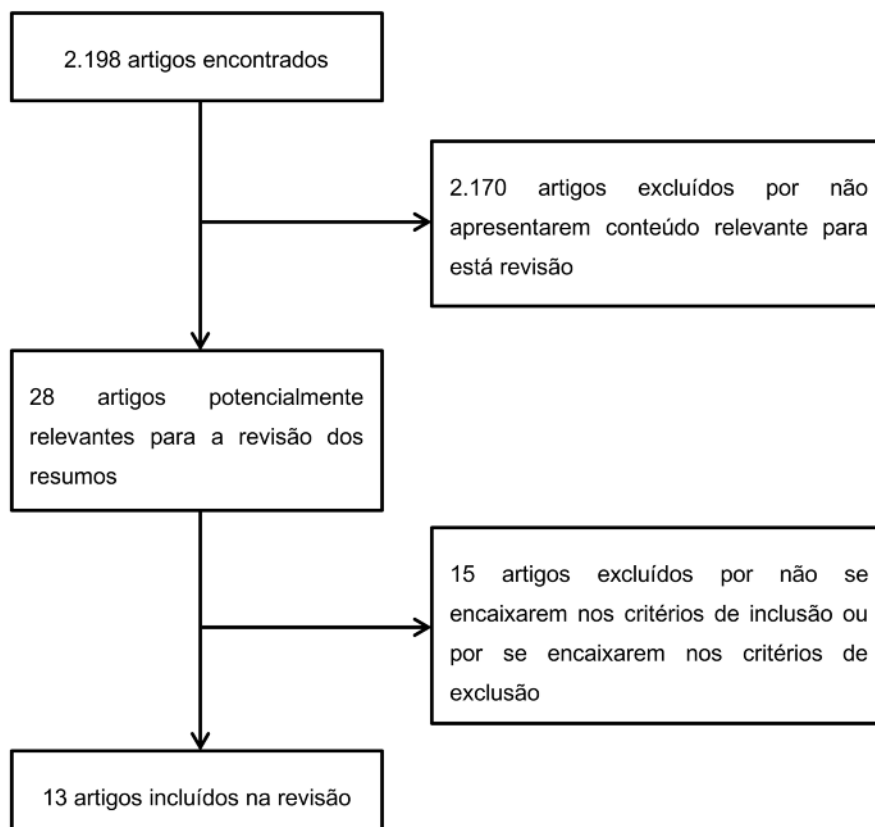 2.198 artigos encontrados
2.170 artigos excluídos por não
apresentarem conteúdo relevante para
está revisão
28 artigos potencialmente
relevantes para a revisão dos
resumos
15 artigos excluídos por não se
encaixarem nos critérios de inclusão ou
por se encaixarem nos critérios de
exclusão
13 artigos incluídos na revisão